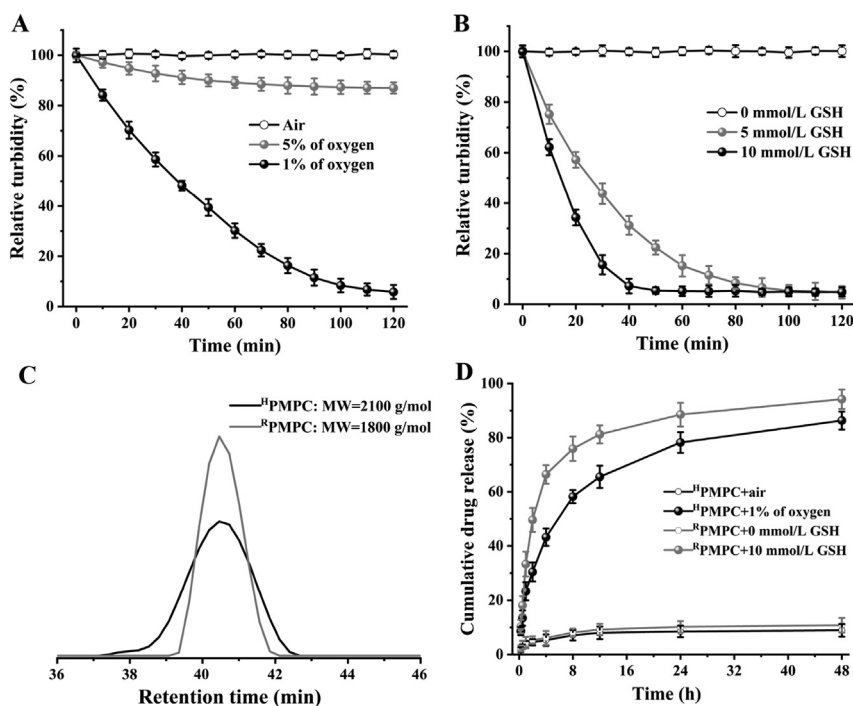 A
Relative turbidity (%)
100
80
60
40
20
0
Air
5% of oxygen
1% of oxygen
0 20 40 60 80 100 120
Time (min)
B
Relative turbidity (%)
100
80
60
40
20
0
0 mmol/L GSH
5 mmol/L GSH
10 mmol/L GSH
0 20 40 60 80 100 120
Time (min)
C
HPMPC: MW=2100 g/mol
RPMPC: MW=1800 g/mol
36 38 40 42 44 46
Retention time (min)
D
Cumulative drug release (%)
100
80
60
40
20
0
HPMPC+air
HPMPC+1% of oxygen
RPMPC+0 mmol/L GSH
RPMPC+10 mmol/L GSH
0 8 16 24 32 40 48
Time (h)